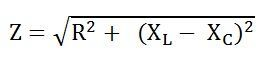 Z = √(R² + (X_L − X_C)²)